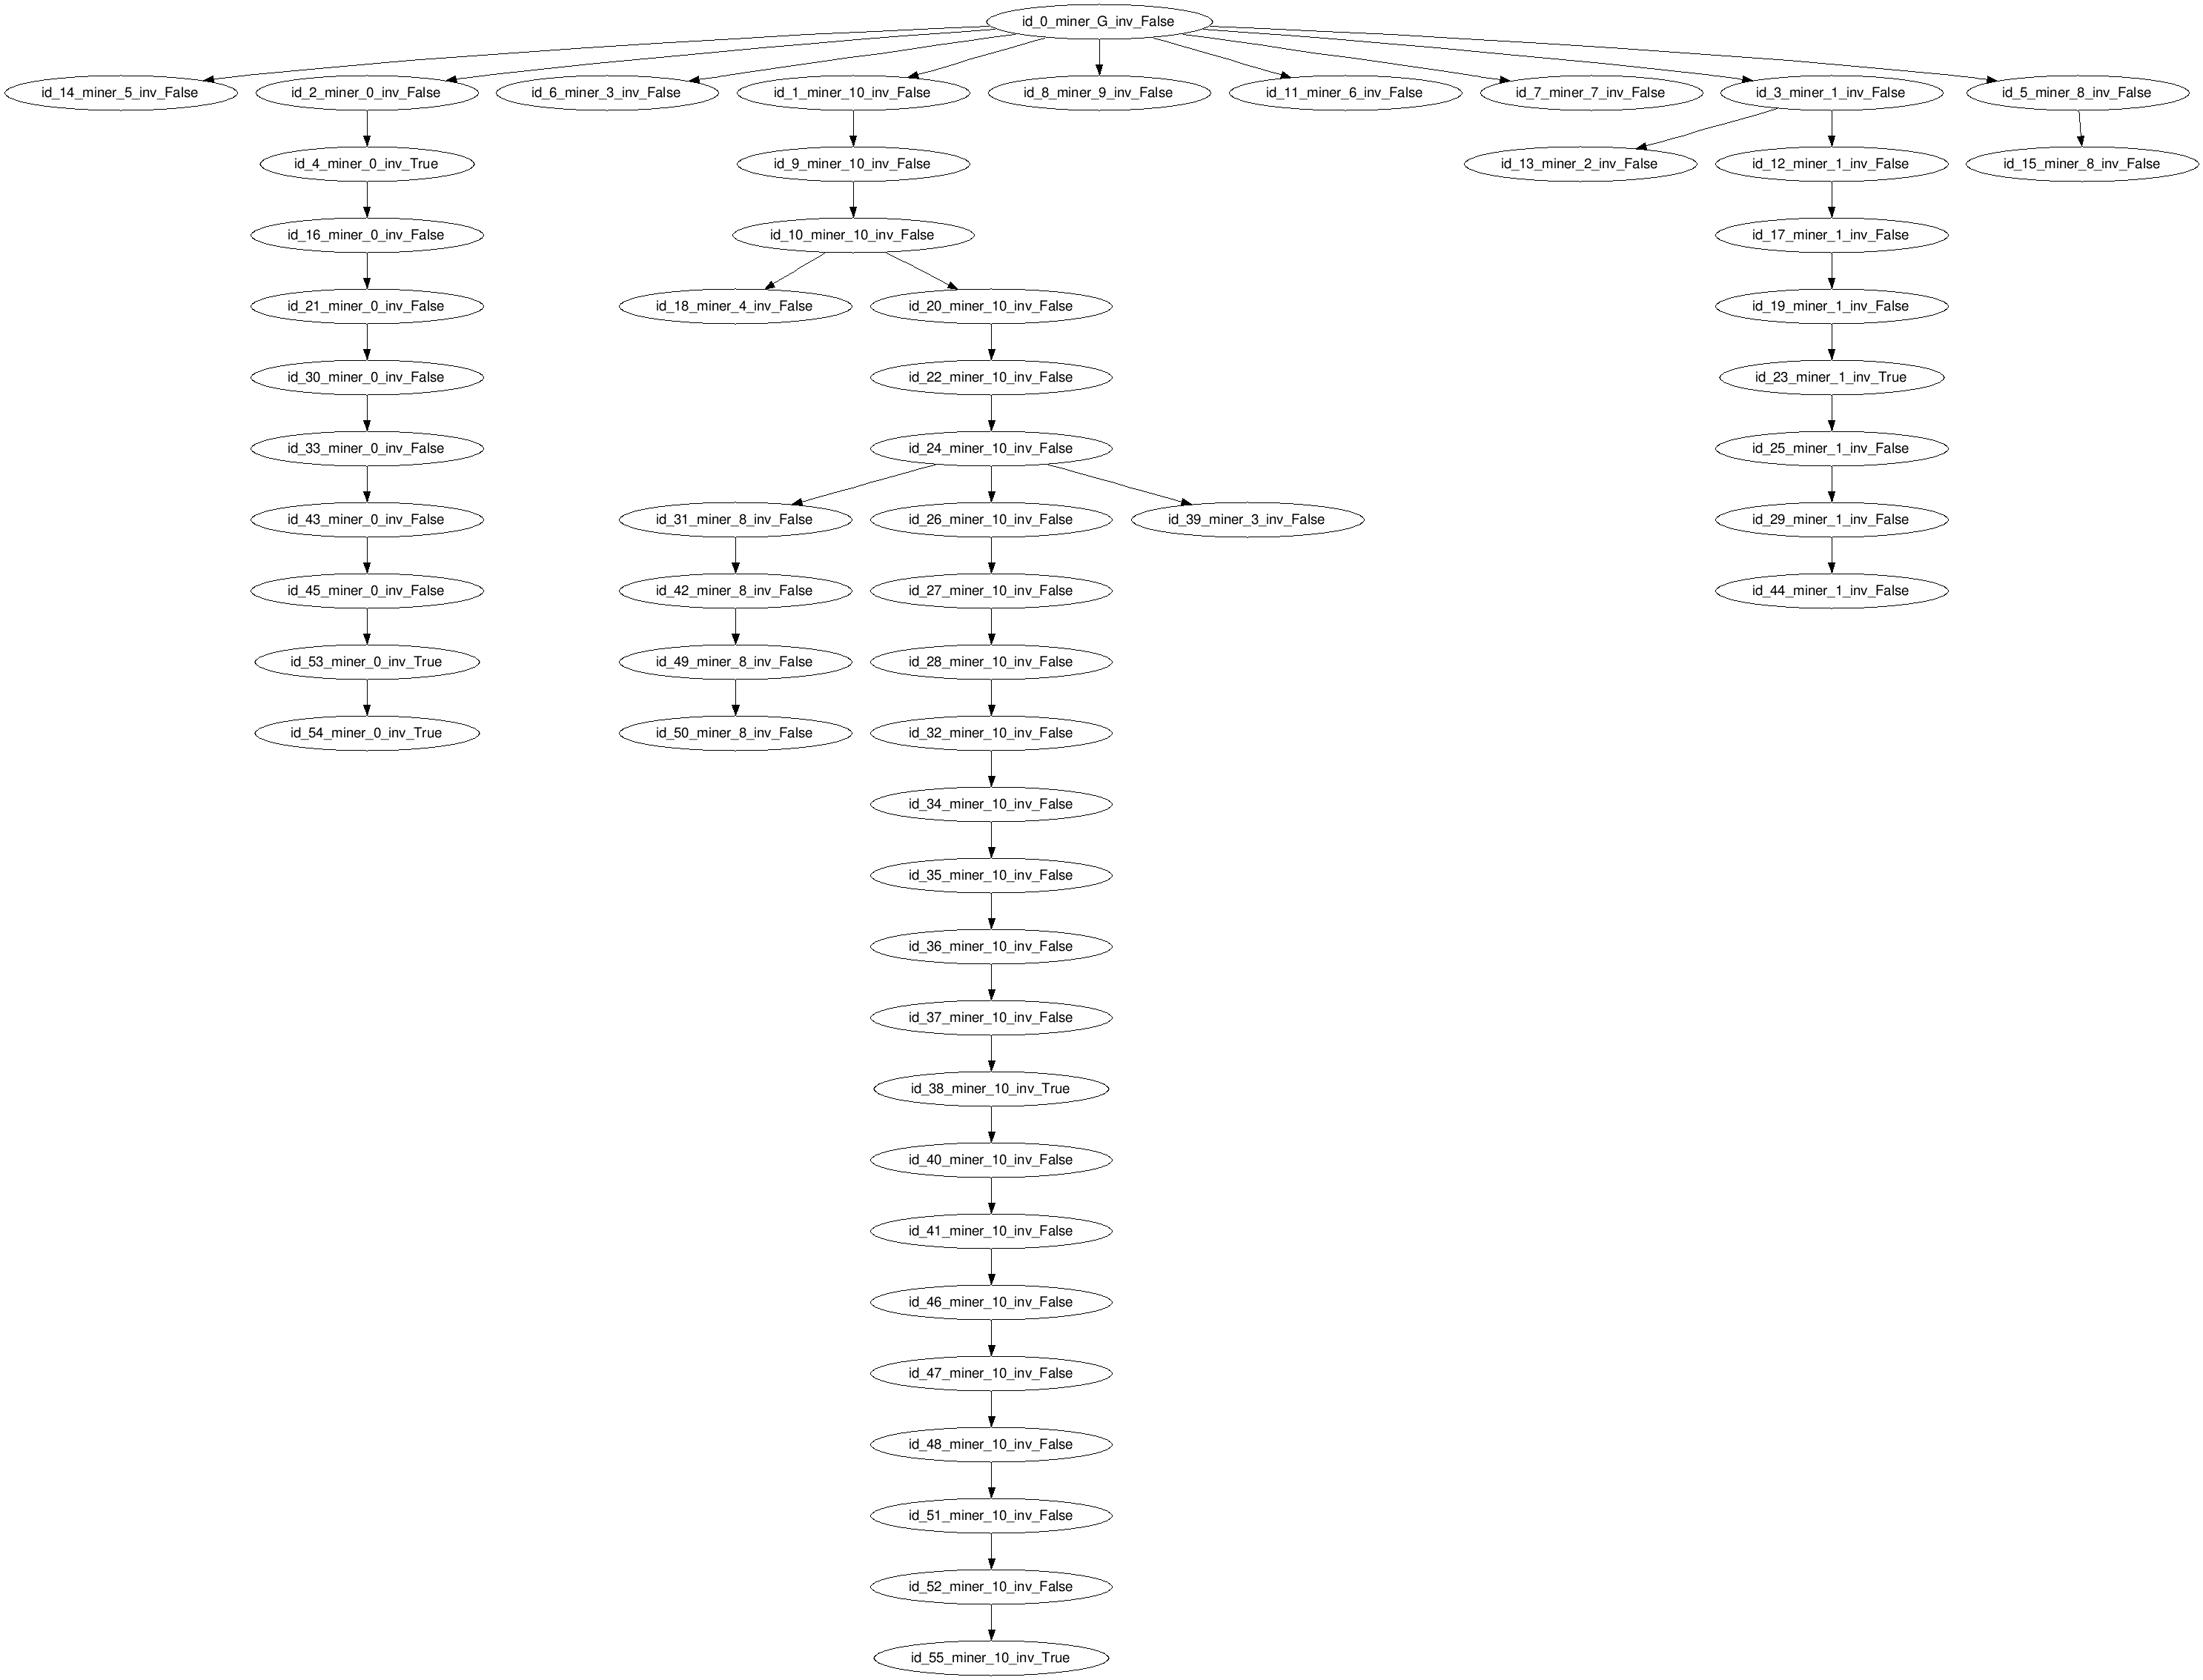 id_0_miner_G_inv_False
id_14_miner_5_inv_False
id_2_miner_0_inv_False
id_6_miner_3_inv_False
id_1_miner_10_inv_False
id_8_miner_9_inv_False
id_11_miner_6_inv_False
id_7_miner_7_inv_False
id_3_miner_1_inv_False
id_5_miner_8_inv_False
id_4_miner_0_inv_True
id_9_miner_10_inv_False
id_13_miner_2_inv_False
id_12_miner_1_inv_False
id_15_miner_8_inv_False
id_16_miner_0_inv_False
id_10_miner_10_inv_False
id_17_miner_1_inv_False
id_21_miner_0_inv_False
id_18_miner_4_inv_False
id_20_miner_10_inv_False
id_19_miner_1_inv_False
id_30_miner_0_inv_False
id_22_miner_10_inv_False
id_23_miner_1_inv_True
id_33_miner_0_inv_False
id_24_miner_10_inv_False
id_25_miner_1_inv_False
id_43_miner_0_inv_False
id_31_miner_8_inv_False
id_26_miner_10_inv_False
id_39_miner_3_inv_False
id_29_miner_1_inv_False
id_45_miner_0_inv_False
id_42_miner_8_inv_False
id_27_miner_10_inv_False
id_44_miner_1_inv_False
id_53_miner_0_inv_True
id_49_miner_8_inv_False
id_28_miner_10_inv_False
id_54_miner_0_inv_True
id_50_miner_8_inv_False
id_32_miner_10_inv_False
id_34_miner_10_inv_False
id_35_miner_10_inv_False
id_36_miner_10_inv_False
id_37_miner_10_inv_False
id_38_miner_10_inv_True
id_40_miner_10_inv_False
id_41_miner_10_inv_False
id_46_miner_10_inv_False
id_47_miner_10_inv_False
id_48_miner_10_inv_False
id_51_miner_10_inv_False
id_52_miner_10_inv_False
id_55_miner_10_inv_True